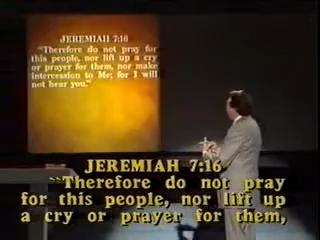 JEREMIAH 7:16
"Therefore do not pray for
this people, nor lift up a cry
or prayer for them, nor make
intercession to Me; for I will
not hear you."
JEREMIAH 7:16
"Therefore do not pray
for this people, nor lift up
a cry or prayer for them,